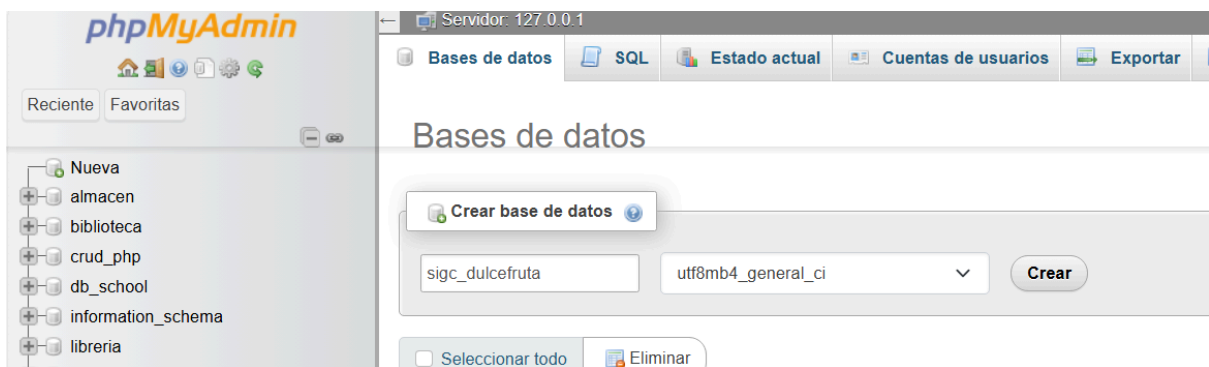 phpMyAdmin
Reciente Favoritas
Nueva
almacen
biblioteca
crud_php
db_school
information_schema
libreria
Servidor: 127.0.0.1
Bases de datos SQL Estado actual Cuentas de usuarios Exportar
Bases de datos
Crear base de datos
sigc_dulcefruta utf8mb4_general_ci Crear
Seleccionar todo Eliminar